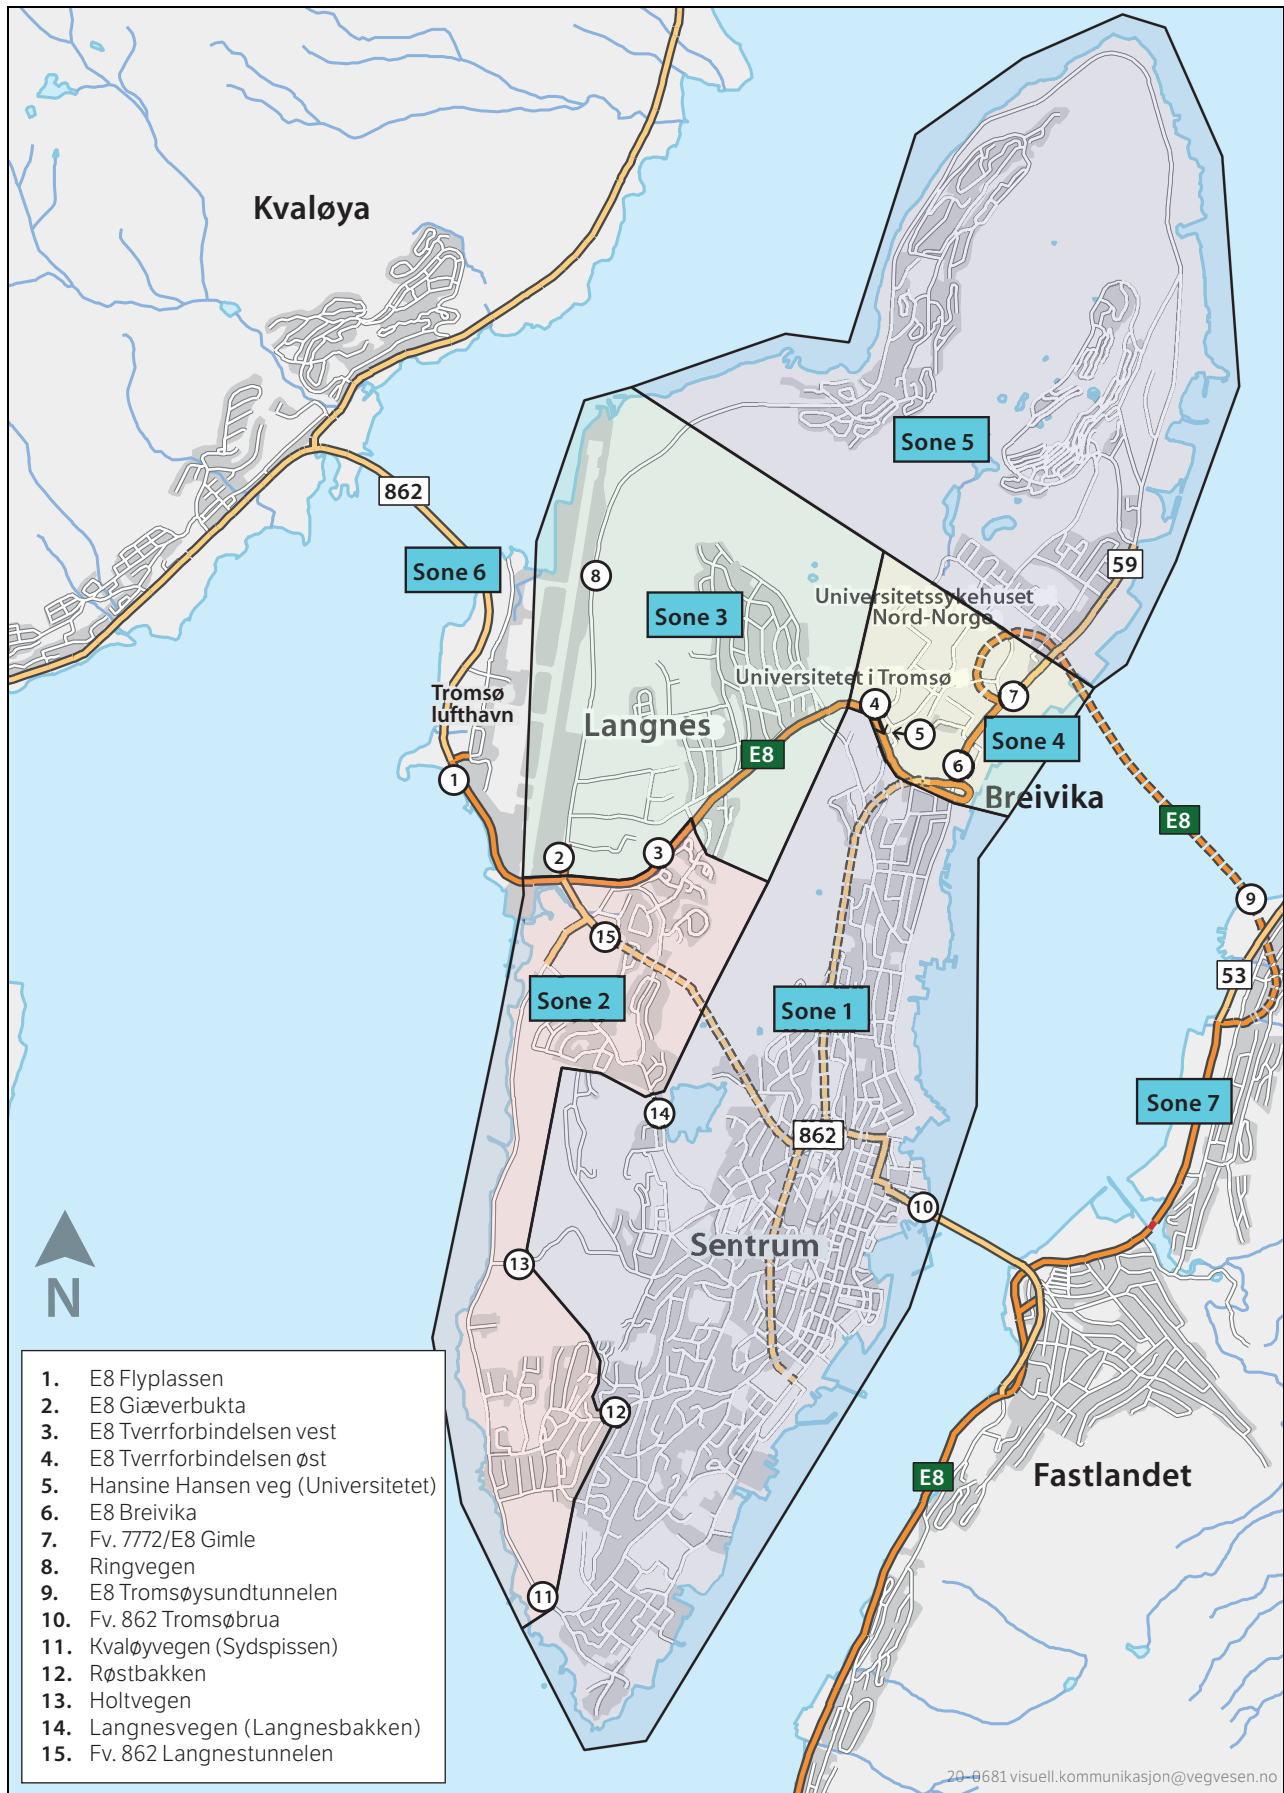 Kvaløya
Sone 5
862
Sone 6
59
8
Universitetssykehuset
Nord-Norge
Sone 3
Universitetet i Tromsø
Tromsø
lufthavn
4
7
Langnes
5
Sone 4
E8
6
1
Breivika
E8
2
3
9
15
53
Sone 2
Sone 1
Sone 7
14
862
10
Sentrum
13
N
12
E8
Fastlandet
11
1. E8 Flyplassen
2. E8 Giæverbukta
3. E8 Tverrforbindelsen vest
4. E8 Tverrforbindelsen øst
5. Hansine Hansen veg (Universitetet)
6. E8 Breivika
7. Fv. 7772/E8 Gimle
8. Ringvegen
9. E8 Tromsøysundtunnelen
10. Fv. 862 Tromsøbrua
11. Kvaløyvegen (Sydspissen)
12. Røstbakken
13. Holtvegen
14. Langnesvegen (Langnesbakken)
15. Fv. 862 Langnestunnelen
20-0681 visuell.kommunikasjon@vegvesen.no